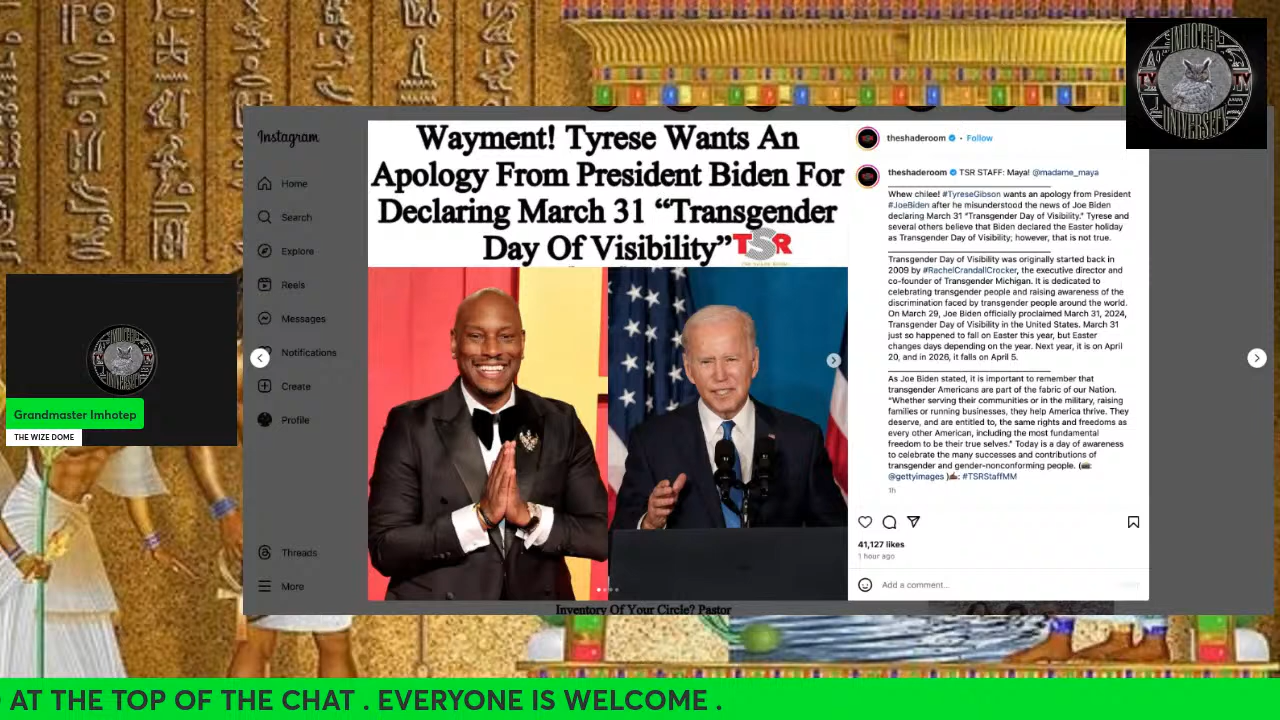 IMHOTEP
TV TV
UNIVERSITY
Instagram
Home
Search
Explore
Reels
Messages
Notifications
Create
Profile
Threads
More
Wayment! Tyrese Wants An
Apology From President Biden For
Declaring March 31 “Transgender
Day Of Visibility”
TSR
theshaderoom • Follow
theshaderoom TSR STAFF: Maya! @madame_maya
Whew chilee! #TyreseGibson wants an apology from President
#JoeBiden after he misunderstood the news of Joe Biden
declaring March 31 “Transgender Day of Visibility.” Tyrese and
several others believe that Biden declared the Easter holiday
as Transgender Day of Visibility; however, that is not true.
Transgender Day of Visibility was originally started back in
2009 by #RachelCrandallCrocker, the executive director and
co-founder of Transgender Michigan. It is dedicated to
celebrating transgender people and raising awareness of the
discrimination faced by transgender people around the world.
On March 29, Joe Biden officially proclaimed March 31, 2024,
Transgender Day of Visibility in the United States. March 31
just so happened to fall on Easter this year, but Easter
changes days depending on the year. Next year, it is on April
20, and in 2026, it falls on April 5.
As Joe Biden stated, it is important to remember that
transgender Americans are part of the fabric of our Nation.
“Whether serving their communities or in the military, raising
families or running businesses, they help America thrive. They
deserve, and are entitled to, the same rights and freedoms as
every other American, including the most fundamental
freedom to be their true selves.” Today is a day of awareness
to celebrate the many successes and contributions of
transgender and gender-nonconforming people. (📷:
@gettyimages )✍🏾: #TSRStaffMM
1h
41,127 likes
1 hour ago
Add a comment...
Inventory Of Your Circle? Pastor
Grandmaster Imhotep
THE WIZE DOME
AT THE TOP OF THE CHAT . EVERYONE IS WELCOME .